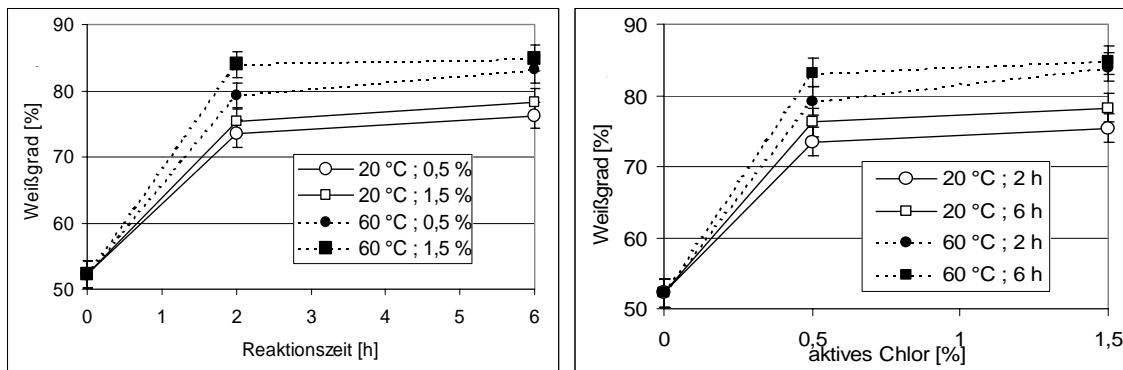 90
80
70
60
50
Weißgrad [%]
20 °C ; 0,5 %
20 °C ; 1,5 %
60 °C ; 0,5 %
60 °C ; 1,5 %
0 1 2 3 4 5 6
Reaktionszeit [h]
90
80
70
60
50
Weißgrad [%]
20 °C ; 2 h
20 °C ; 6 h
60 °C ; 2 h
60 °C ; 6 h
0 0,5 1 1,5
aktives Chlor [%]